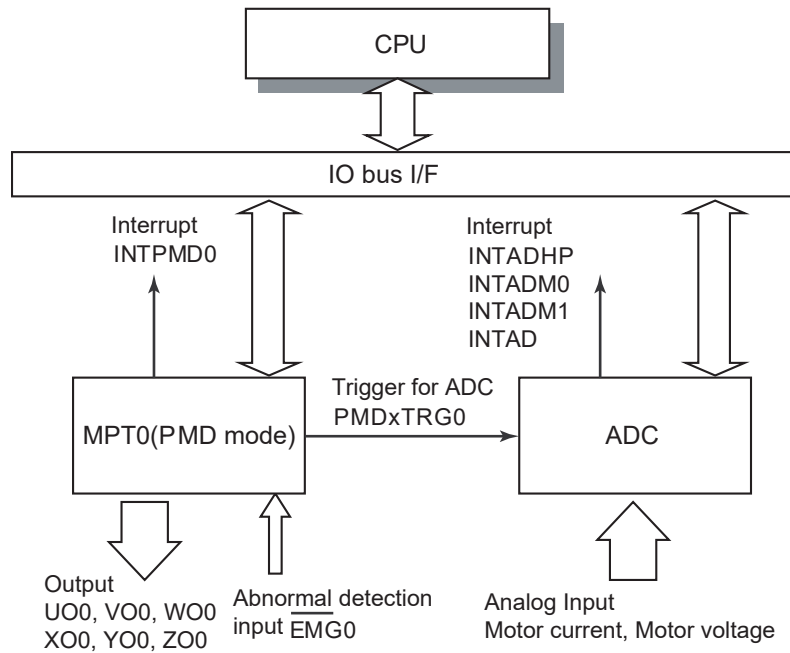 CPU
IO bus I/F
Interrupt
INTPMD0
Interrupt
INTADHP
INTADM0
INTADM1
INTAD
MPT0(PMD mode)
Trigger for ADC
PMDxTRG0
ADC
Output
UO0, VO0, WO0
XO0, YO0, ZO0
Abnormal detection
input EMG0
Analog Input
Motor current, Motor voltage